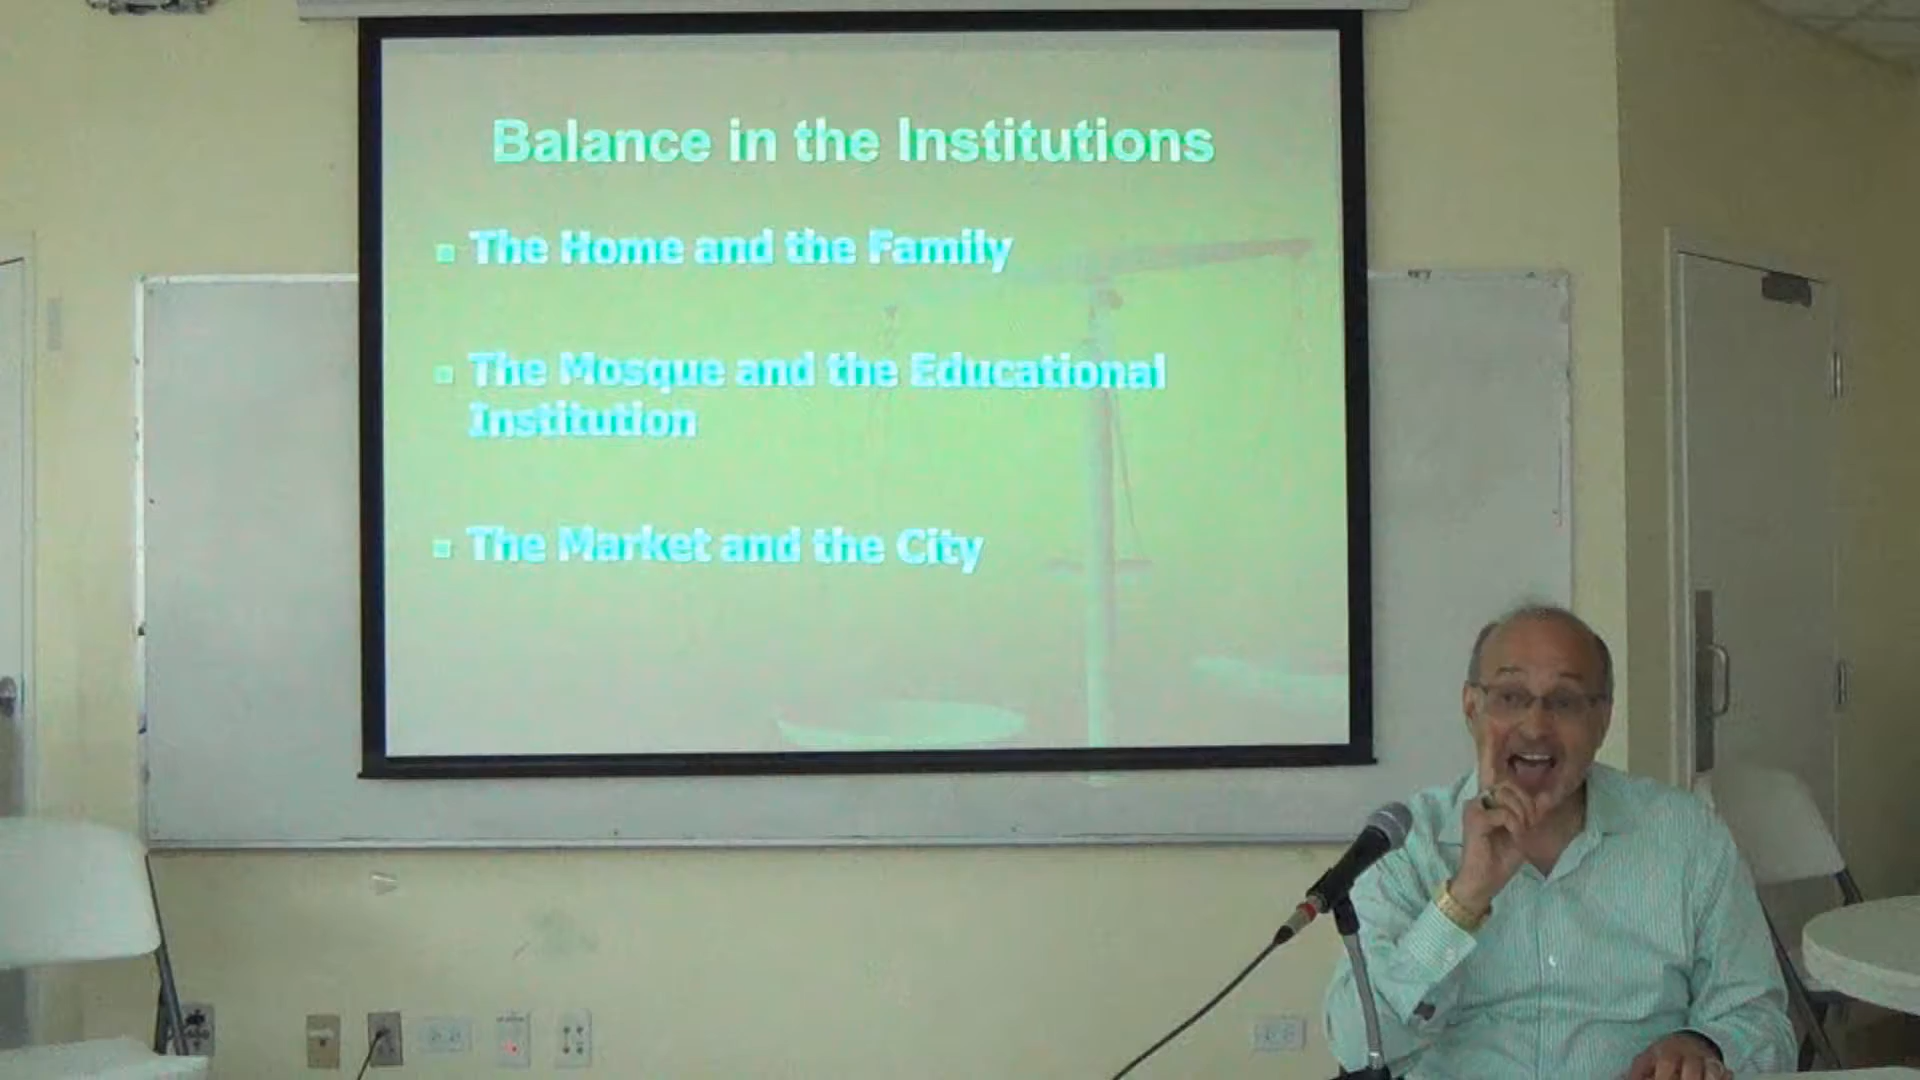 Balance in the Institutions
The Home and the Family
The Mosque and the Educational
Institution
The Market and the City